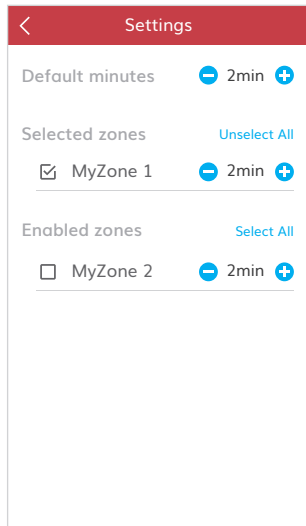 Settings
Default minutes 2min
Selected zones Unselect All
MyZone 1 2min
Enabled zones Select All
MyZone 2 2min